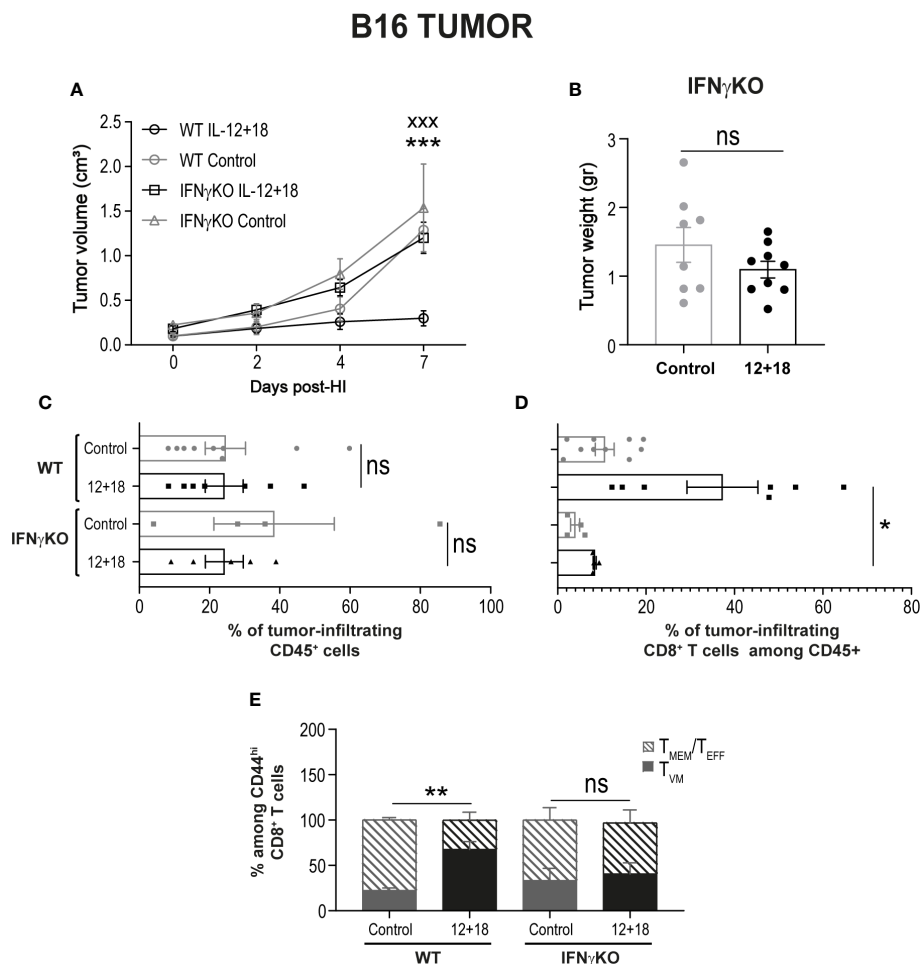 B16 TUMOR
A
Tumor volume (cm³)
2.5
2.0
1.5
1.0
0.5
0.0
WT IL-12+18
WT Control
IFNγKO IL-12+18
IFNγKO Control
xxx
***
0
2
4
7
Days post-HI
B
IFNγKO
Tumor weight (gr)
3
2
1
0
ns
Control
12+18
C
WT
Control
12+18
IFNγKO
Control
12+18
ns
ns
0
20
40
60
80
100
% of tumor-infiltrating
CD45⁺ cells
D
*
0
20
40
60
80
% of tumor-infiltrating
CD8⁺ T cells among CD45+
E
% among CD44ʰⁱ
CD8⁺ T cells
200
150
100
50
0
**
ns
T_MEM/T_EFF
T_VM
Control
12+18
Control
12+18
WT
IFNγKO